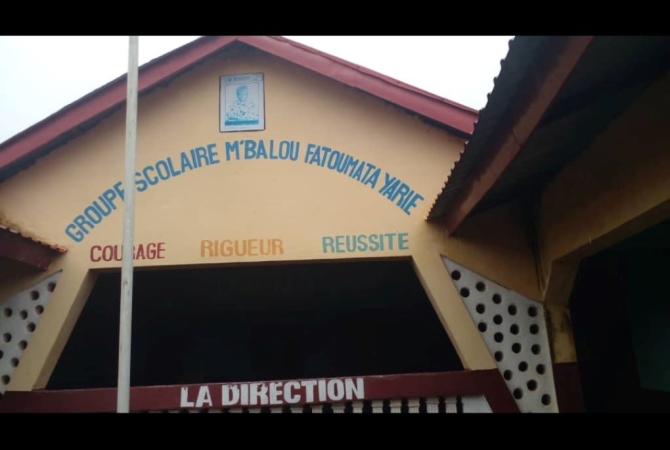 GROUPE SCOLAIRE M'BALOU FATOUMATA YARIE
COURAGE RIGUEUR REUSSITE
LA DIRECTION